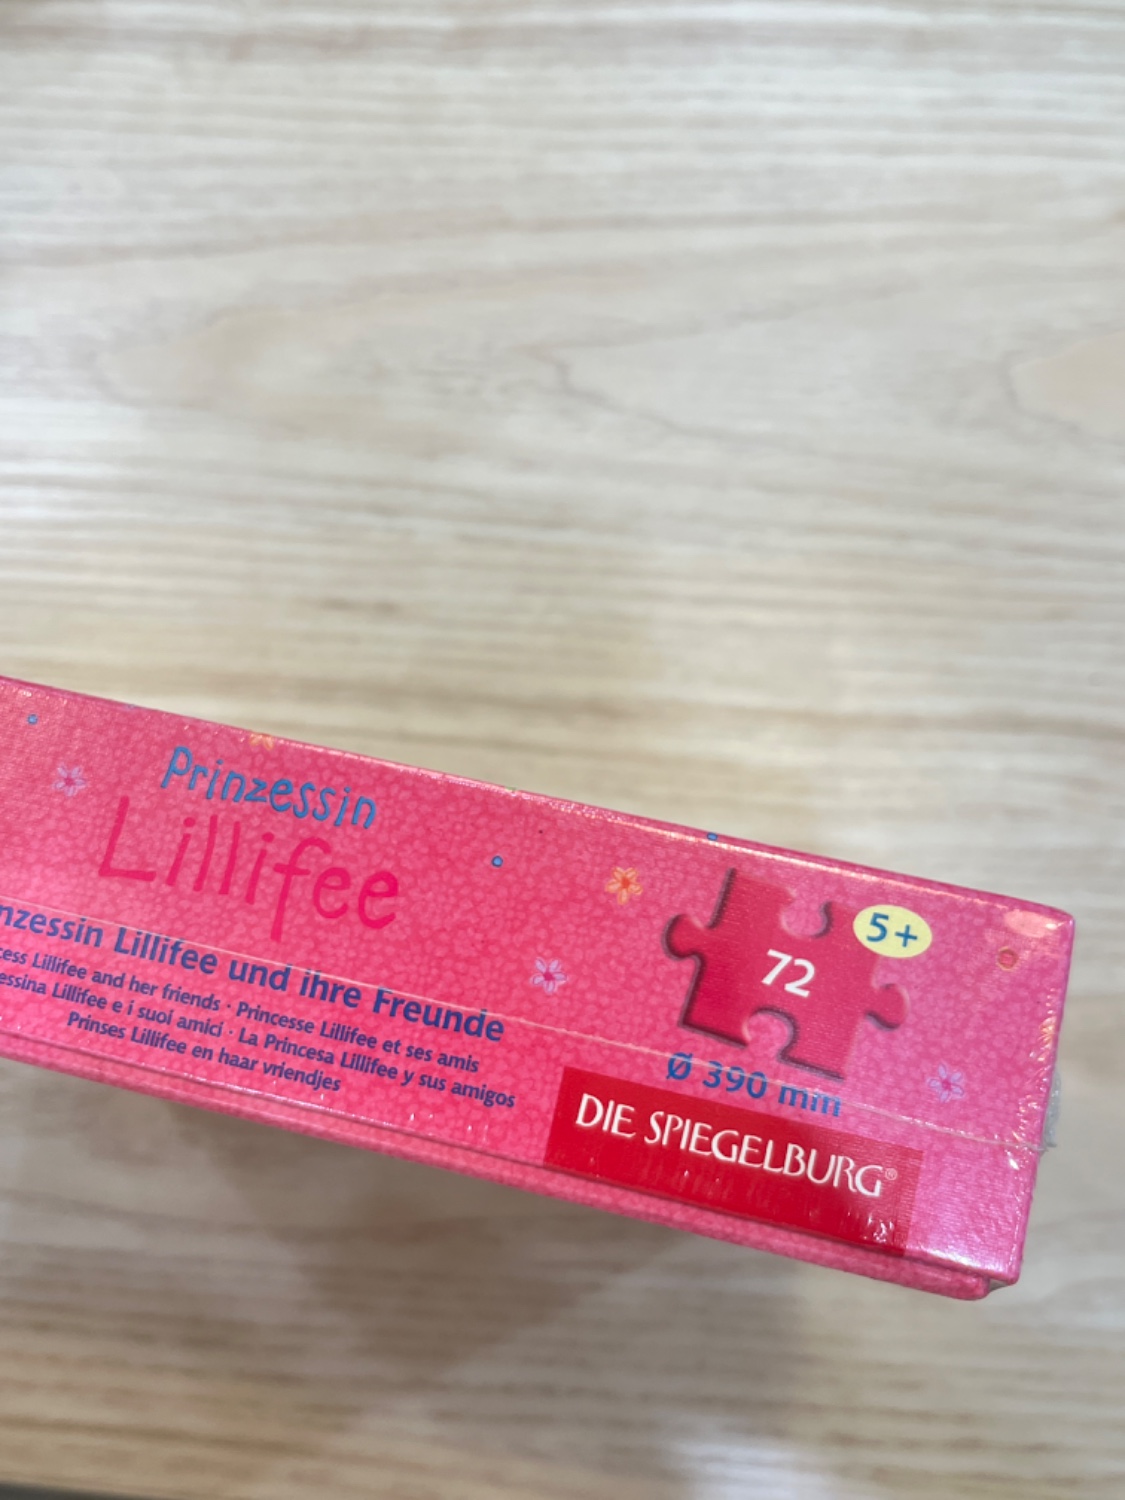 Prinzessin
Lillifee
nzessin Lillifee und ihre Freunde
cess Lillifee and her friends · Princesse Lillifee et ses amis
essina Lillifee e i suoi amici · La Princesa Lillifee y sus amigos
Prinses Lillifee en haar vriendjes
5+
72
Ø 390 mm
DIE SPIEGELBURG®